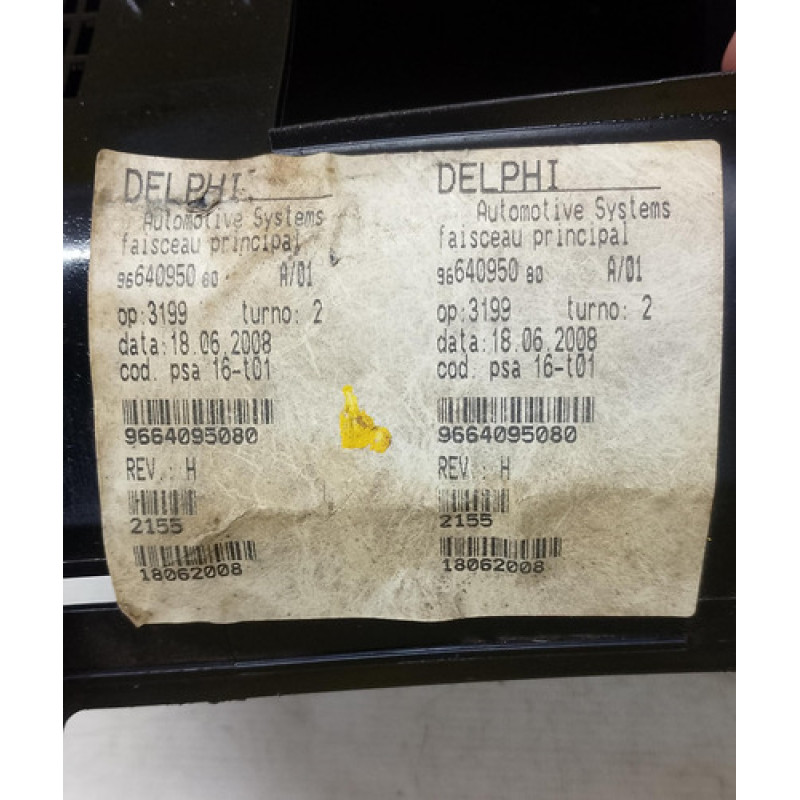 DELPHI
Automotive Systems
faisceau principal
96640950 80 A/01
op:3199 turno: 2
data:18.06.2008
cod. psa 16-t01
9664095080
REV.: H
2155
18062008
DELPHI
Automotive Systems
faisceau principal
96640950 80 A/01
op:3199 turno: 2
data:18.06.2008
cod. psa 16-t01
9664095080
REV.: H
2155
18062008